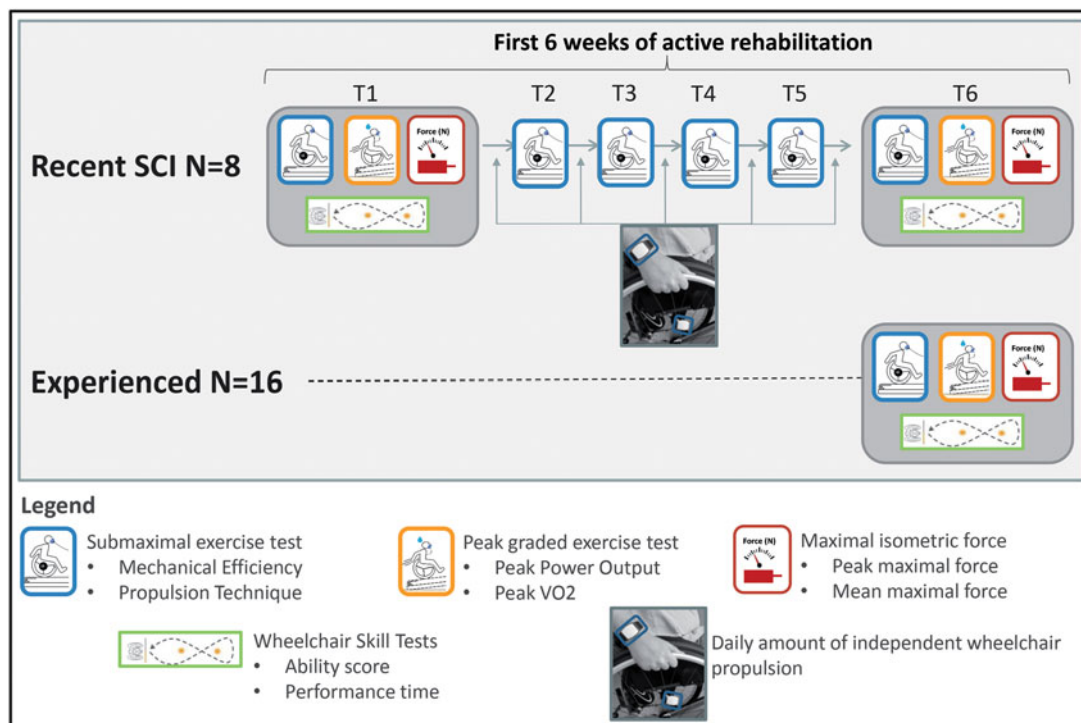 First 6 weeks of active rehabilitation
T1 T2 T3 T4 T5 T6
Force (N) Force (N)
Recent SCI N=8
Force (N)
Experienced N=16
Legend
Submaximal exercise test
• Mechanical Efficiency
• Propulsion Technique
Peak graded exercise test
• Peak Power Output
• Peak VO2
Force (N)
Maximal isometric force
• Peak maximal force
• Mean maximal force
Wheelchair Skill Tests
• Ability score
• Performance time
Daily amount of independent wheelchair
propulsion